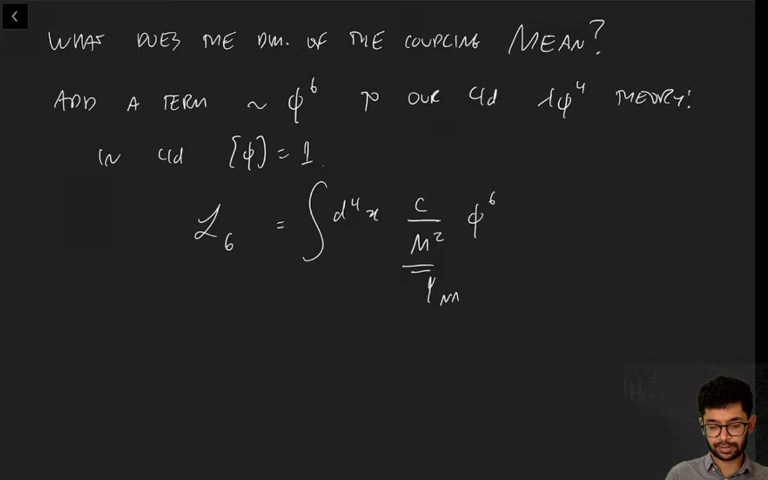 WHAT DOES THE DIM. OF THE COUPLING MEAN?
ADD A TERM ~ ϕ⁶ TO OUR 4d λϕ⁴ THEORY!
IN 4d [ϕ] = 1.
ℒ₆ = ∫ d⁴x c/M² ϕ⁶